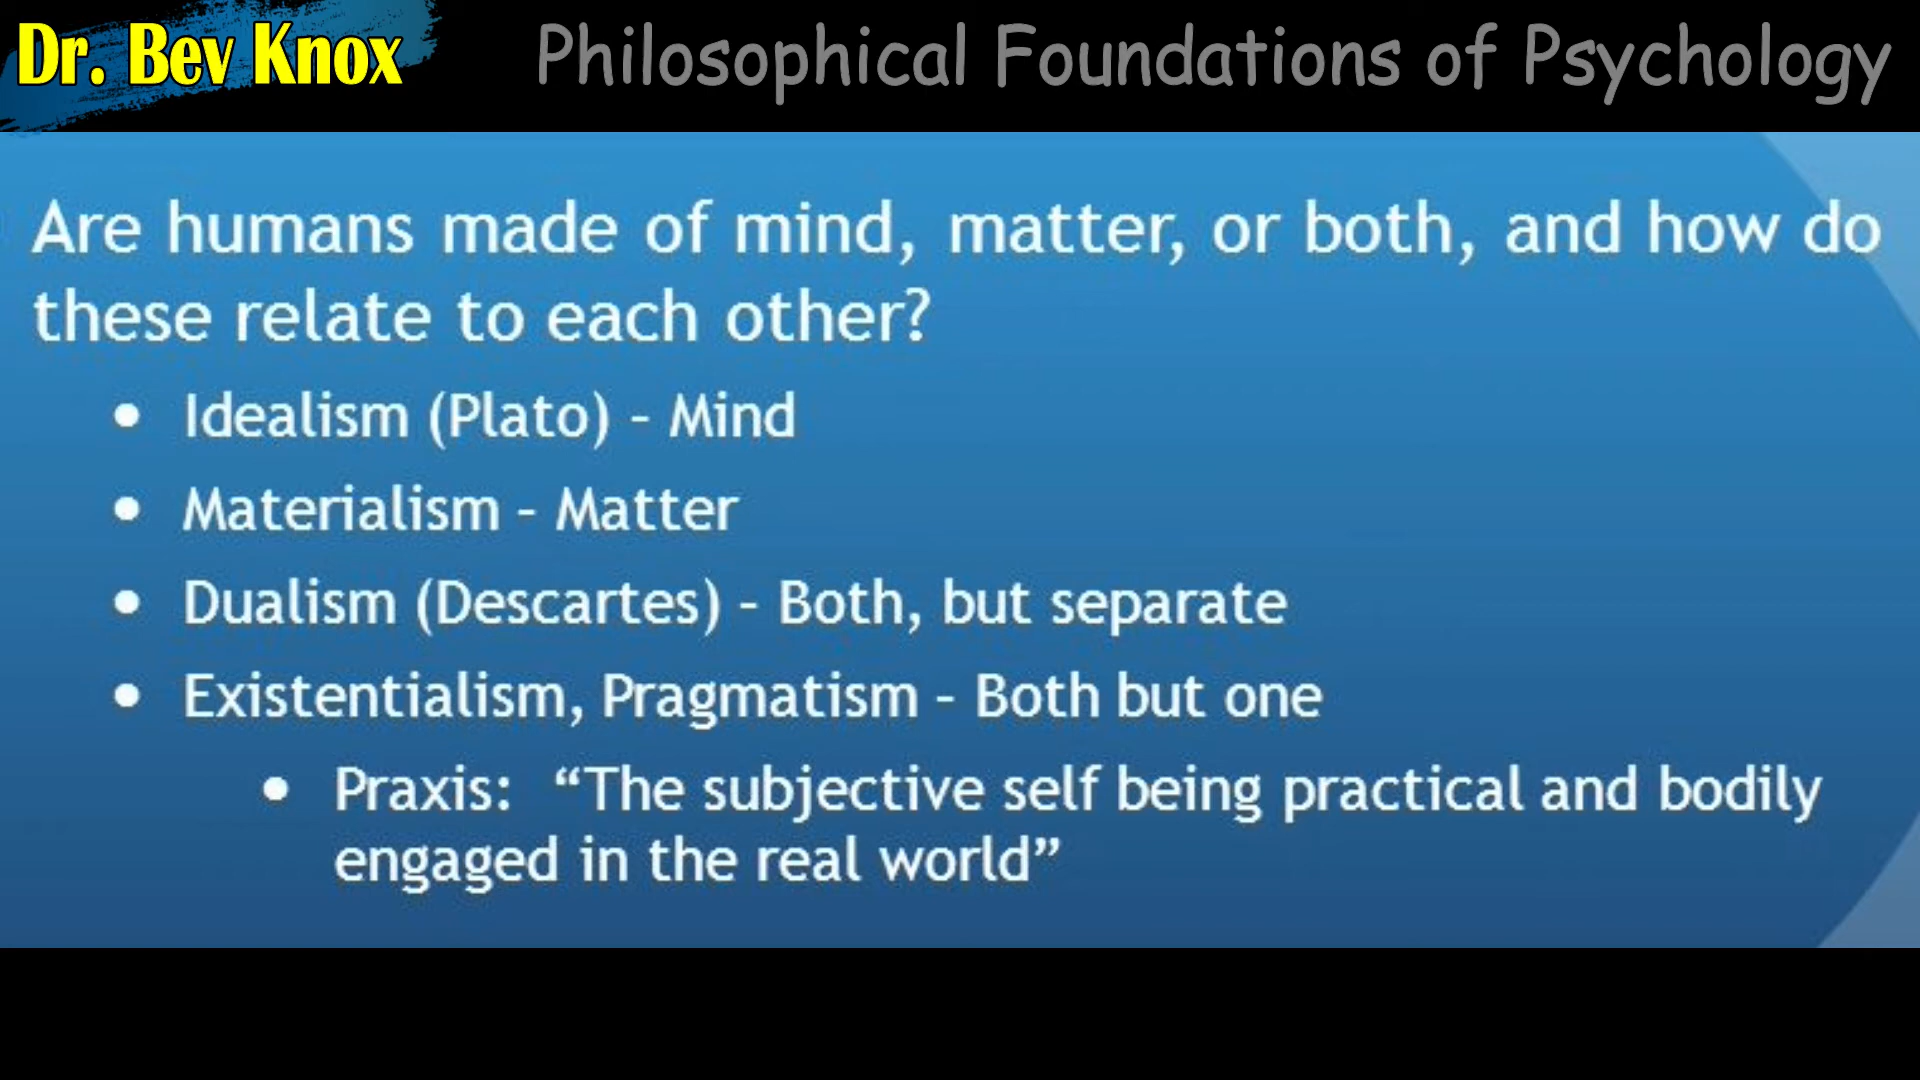 Dr. Bev Knox
Philosophical Foundations of Psychology
Are humans made of mind, matter, or both, and how do
these relate to each other?
• Idealism (Plato) – Mind
• Materialism – Matter
• Dualism (Descartes) – Both, but separate
• Existentialism, Pragmatism – Both but one
• Praxis: “The subjective self being practical and bodily
engaged in the real world”